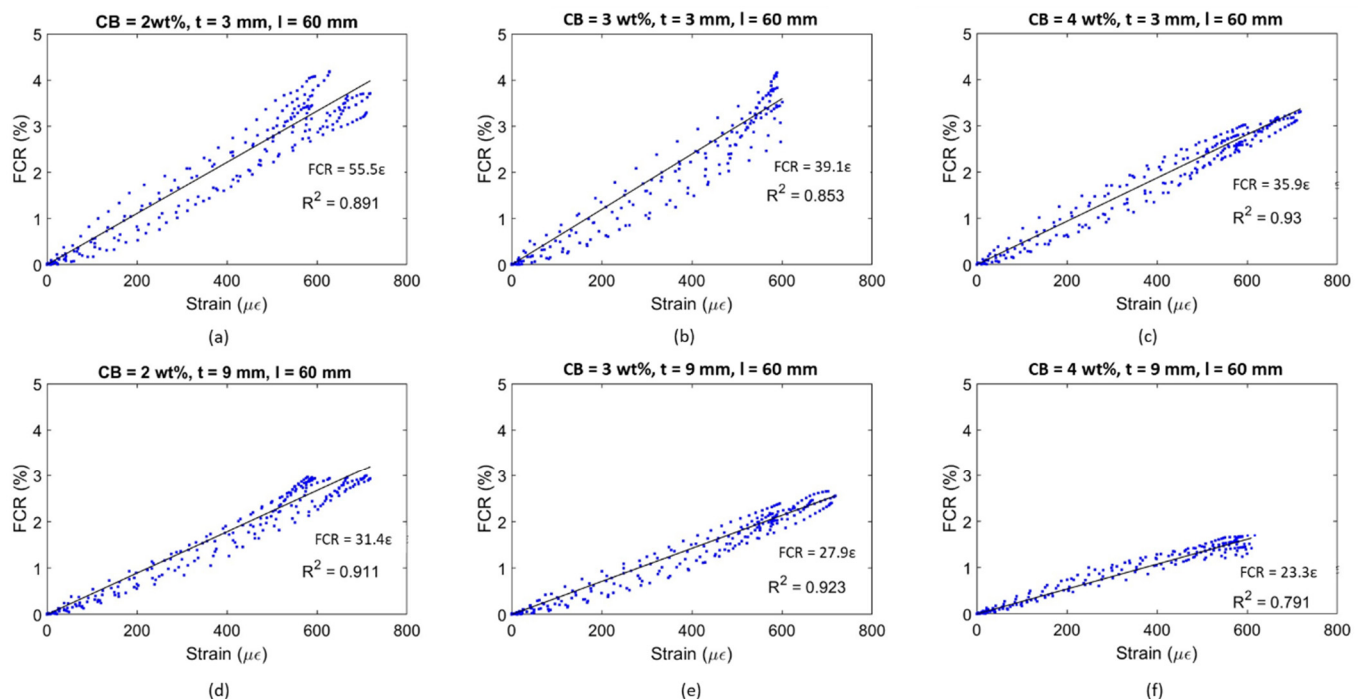 CB = 2wt%, t = 3 mm, l = 60 mm
5
4
3
2
1
0
FCR (%)
FCR = 55.5ε
R² = 0.891
0 200 400 600 800
Strain (μϵ)
(a)
CB = 3 wt%, t = 3 mm, l = 60 mm
5
4
3
2
1
0
FCR (%)
FCR = 39.1ε
R² = 0.853
0 200 400 600 800
Strain (μϵ)
(b)
CB = 4 wt%, t = 3 mm, l = 60 mm
5
4
3
2
1
0
FCR (%)
FCR = 35.9ε
R² = 0.93
0 200 400 600 800
Strain (μϵ)
(c)
CB = 2 wt%, t = 9 mm, l = 60 mm
5
4
3
2
1
0
FCR (%)
FCR = 31.4ε
R² = 0.911
0 200 400 600 800
Strain (μϵ)
(d)
CB = 3 wt%, t = 9 mm, l = 60 mm
5
4
3
2
1
0
FCR (%)
FCR = 27.9ε
R² = 0.923
0 200 400 600 800
Strain (μϵ)
(e)
CB = 4 wt%, t = 9 mm, l = 60 mm
5
4
3
2
1
0
FCR (%)
FCR = 23.3ε
R² = 0.791
0 200 400 600 800
Strain (μϵ)
(f)